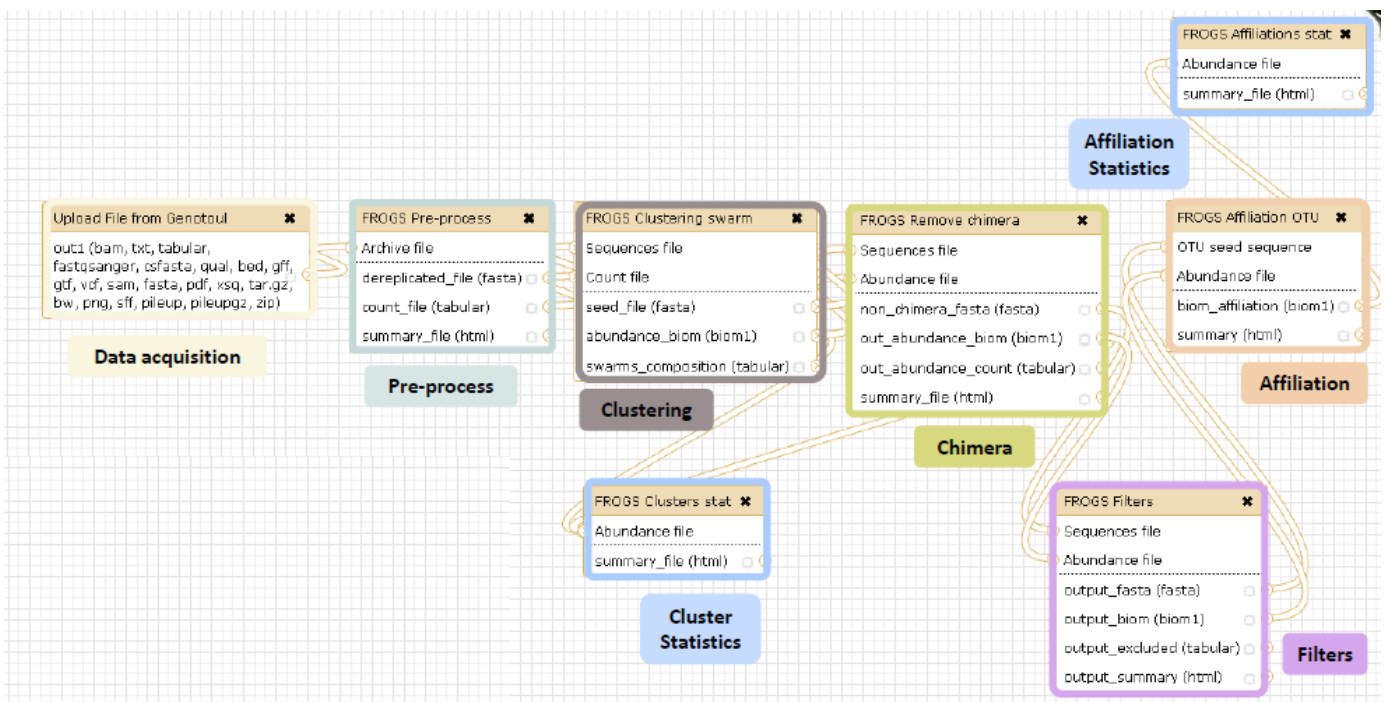 FROGS Affiliations stat ✖
Abundance file
summary_file (html)
Affiliation
Statistics
Upload File from Genotoul ✖
out1 (bam, txt, tabular,
fastqsanger, csfasta, qual, bed, gff,
gtf, vcf, sam, fasta, pdf, xsq, tar.gz,
bw, png, sff, pileup, pileupgz, zip)
Data acquisition
FROGS Pre-process ✖
Archive file
dereplicated_file (fasta)
count_file (tabular)
summary_file (html)
Pre-process
FROGS Clustering swarm ✖
Sequences file
Count file
seed_file (fasta)
abundance_biom (biom1)
swarms_composition (tabular)
Clustering
FROGS Remove chimera ✖
Sequences file
Abundance file
non_chimera_fasta (fasta)
out_abundance_biom (biom1)
out_abundance_count (tabular)
summary_file (html)
Chimera
FROGS Affiliation OTU ✖
OTU seed sequence
Abundance file
biom_affiliation (biom1)
summary (html)
Affiliation
FROGS Clusters stat ✖
Abundance file
summary_file (html)
Cluster
Statistics
FROGS Filters ✖
Sequences file
Abundance file
output_fasta (fasta)
output_biom (biom1)
output_excluded (tabular)
output_summary (html)
Filters